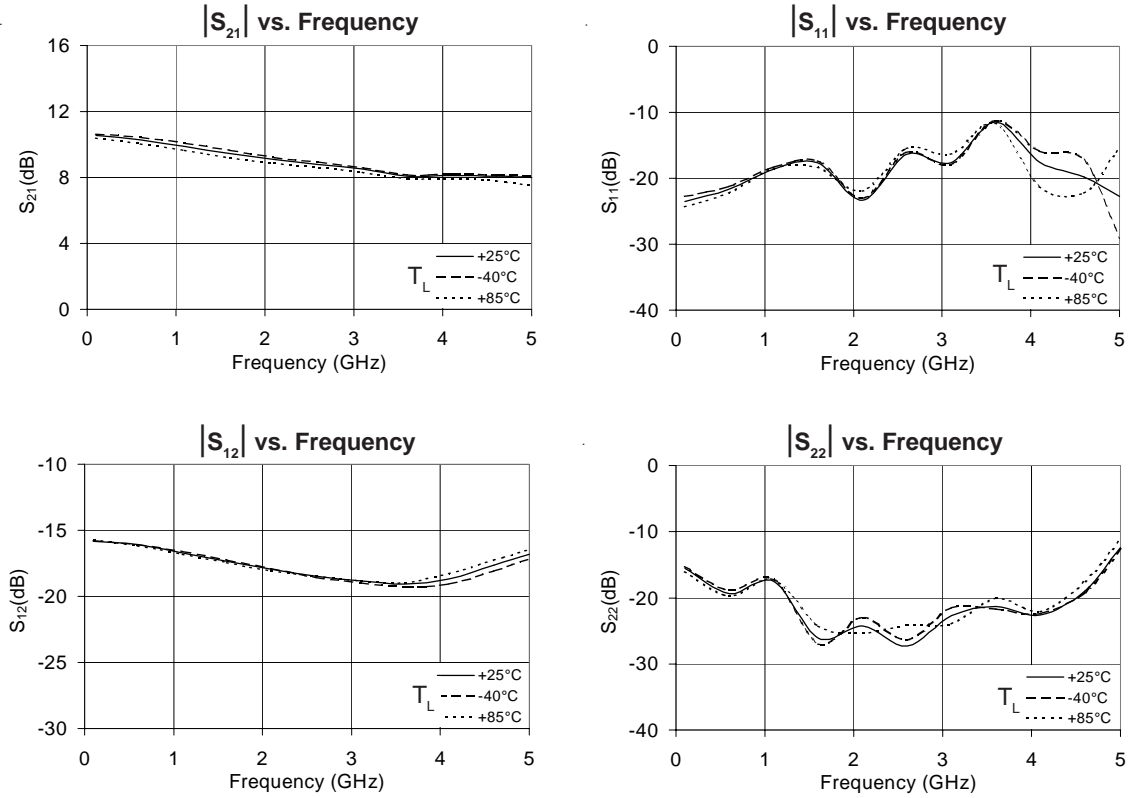 |S21| vs. Frequency
16
12
8
4
0
S21(dB)
TL
+25°C
-40°C
+85°C
0 1 2 3 4 5
Frequency (GHz)
|S11| vs. Frequency
0
-10
-20
-30
-40
S11(dB)
TL
+25°C
-40°C
+85°C
0 1 2 3 4 5
Frequency (GHz)
|S12| vs. Frequency
-10
-15
-20
-25
-30
S12(dB)
TL
+25°C
-40°C
+85°C
0 1 2 3 4 5
Frequency (GHz)
|S22| vs. Frequency
0
-10
-20
-30
-40
S22(dB)
TL
+25°C
-40°C
+85°C
0 1 2 3 4 5
Frequency (GHz)